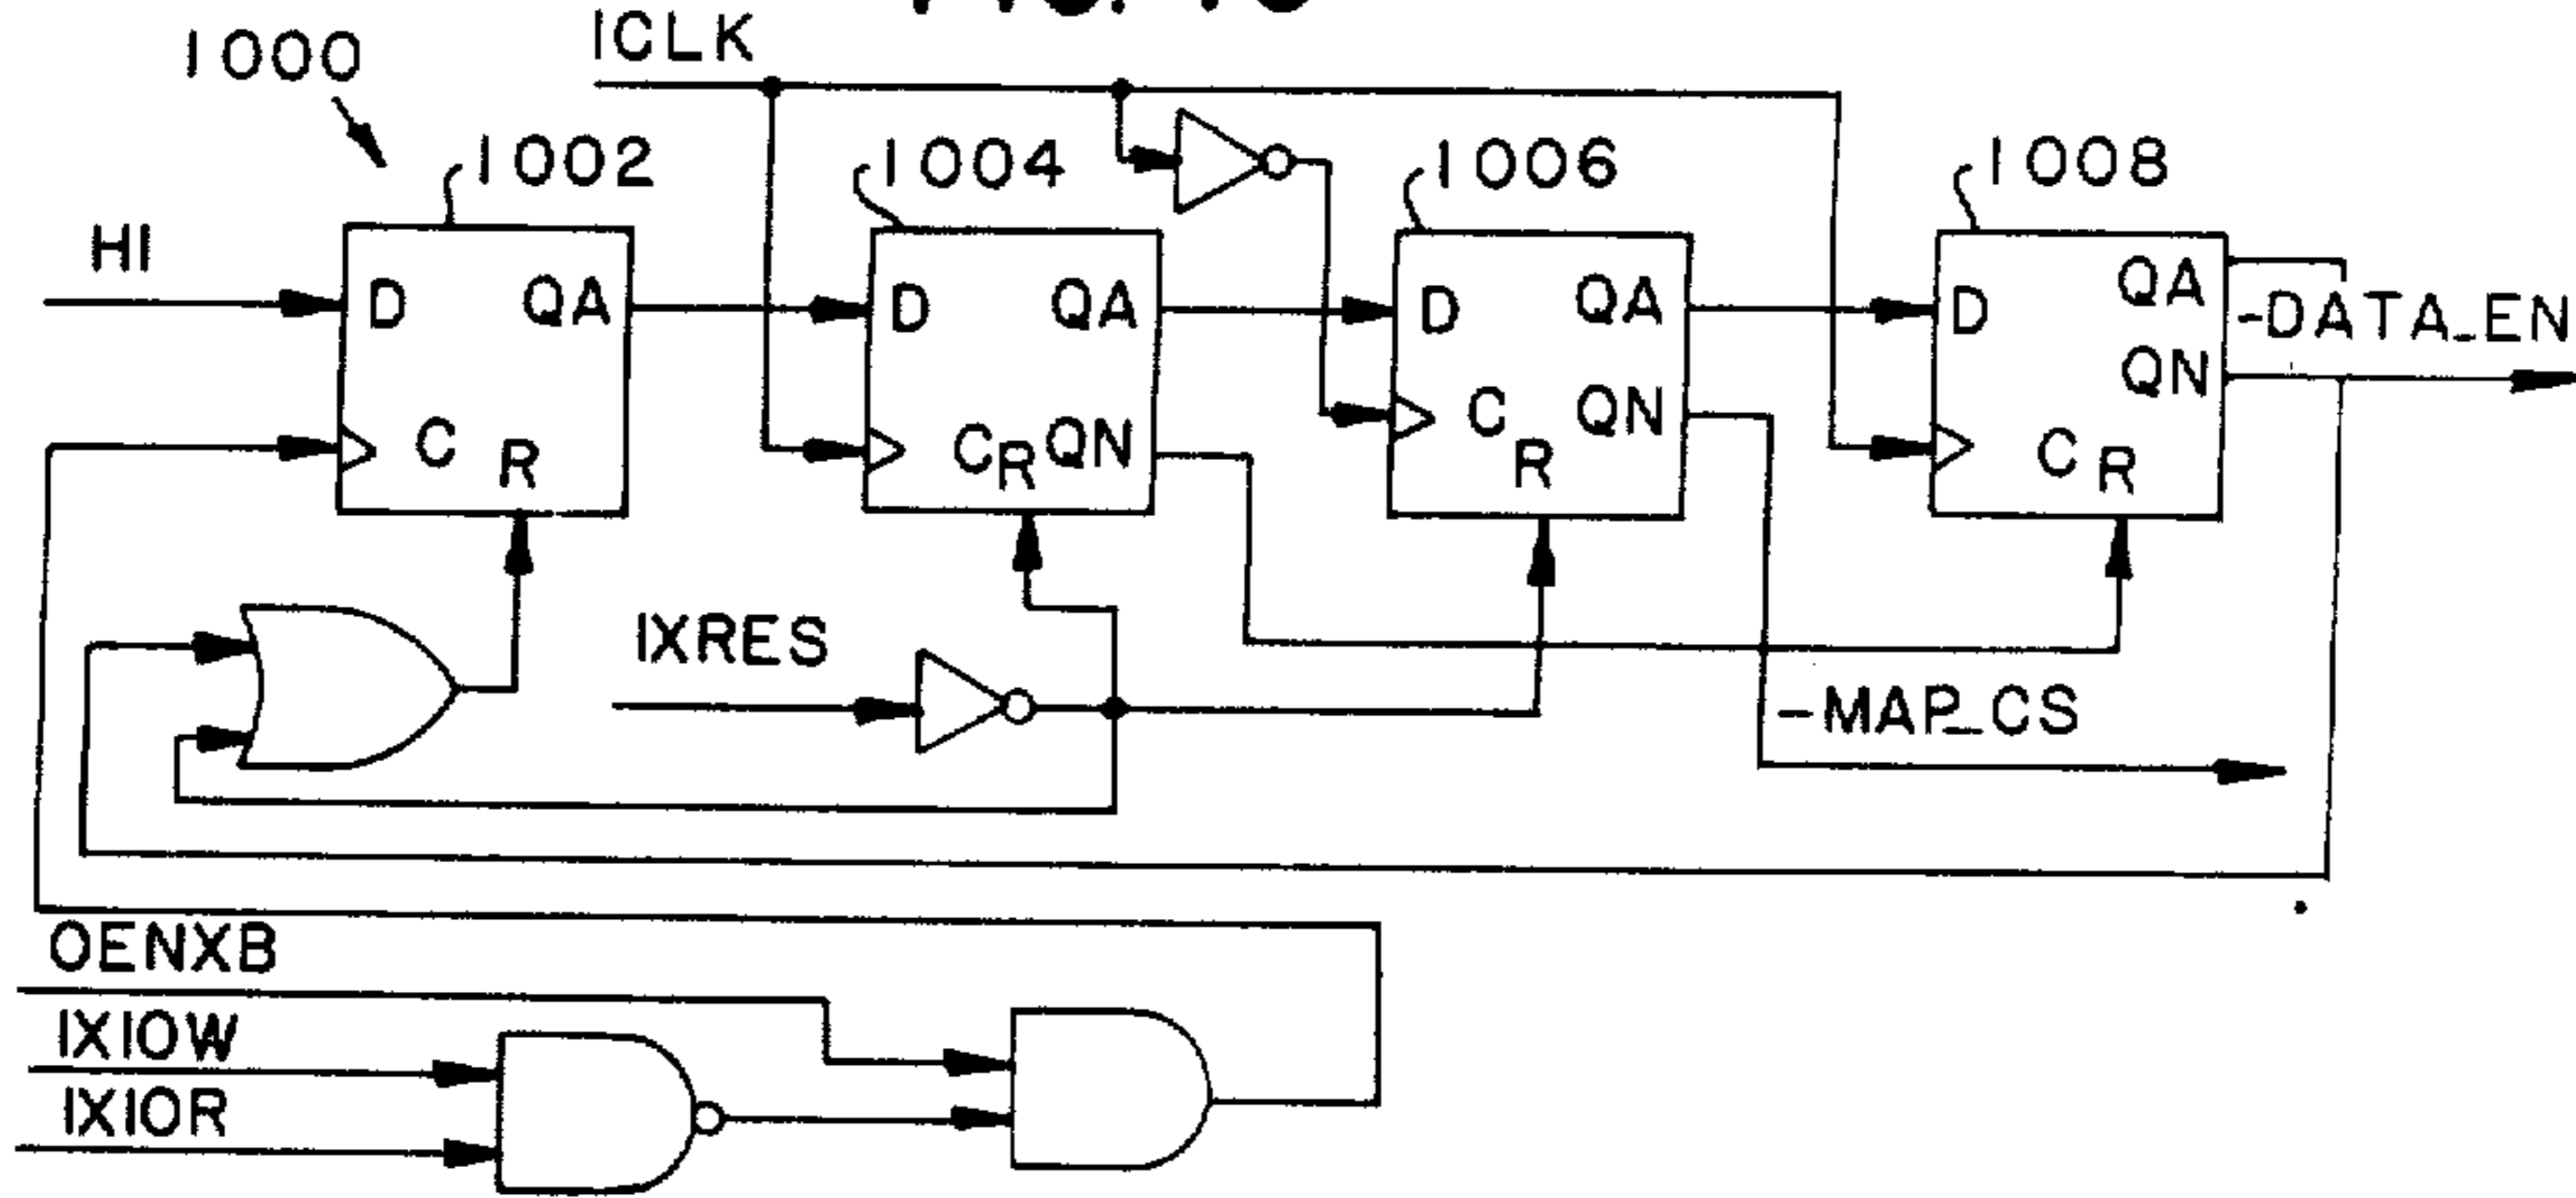 ICLK
1000
1002
1004
1006
1008
HI
D QA
C R
D QA
C R QN
D QA
C QN
R
D QA
QN
C R
-DATA_EN
IXRES
-MAP_CS
OENXB
IXIOW
IXIOR